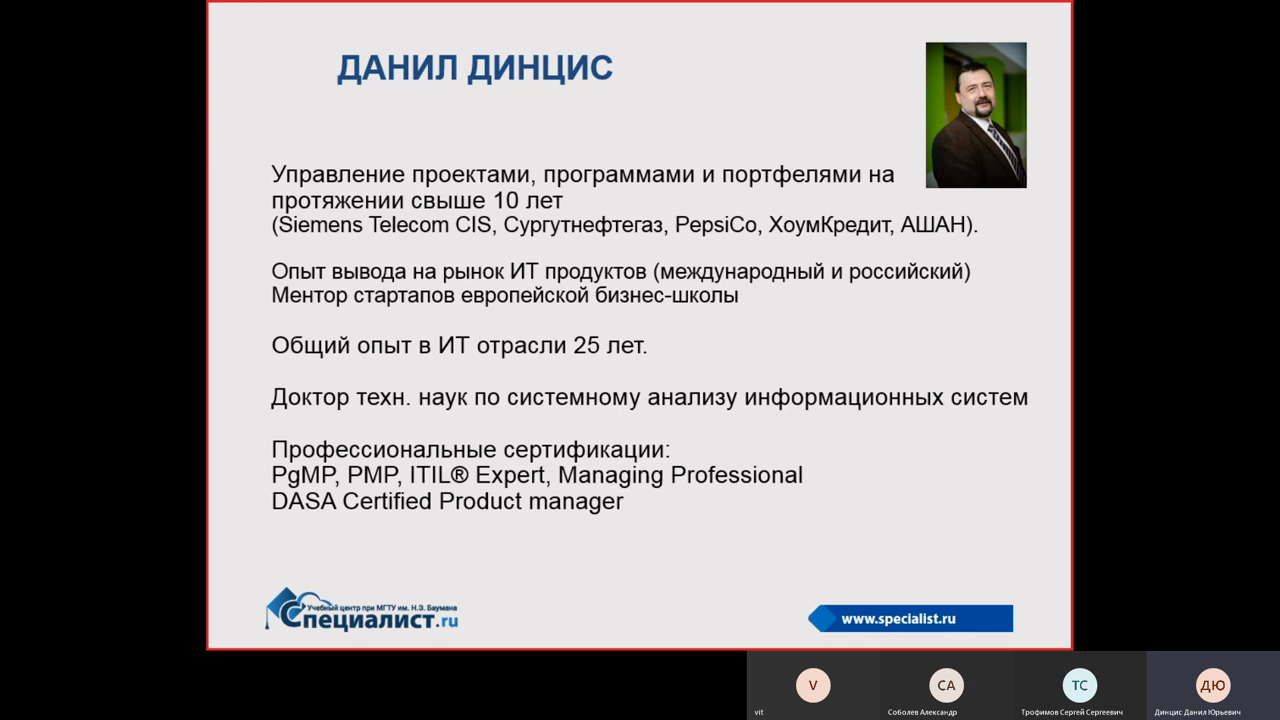 ДАНИЛ ДИНЦИС
Управление проектами, программами и портфелями на
протяжении свыше 10 лет
(Siemens Telecom CIS, Сургутнефтегаз, PepsiCo, ХоумКредит, АШАН).
Опыт вывода на рынок ИТ продуктов (международный и российский)
Ментор стартапов европейской бизнес-школы
Общий опыт в ИТ отрасли 25 лет.
Доктор техн. наук по системному анализу информационных систем
Профессиональные сертификации:
PgMP, PMP, ITIL® Expert, Managing Professional
DASA Certified Product manager
Учебный центр при МГТУ им. Н.Э. Баумана
Специалист.ru
www.specialist.ru
V
СА
ТС
ДЮ
vit
Соболев Александр
Трофимов Сергей Сергеевич
Динцис Данил Юрьевич